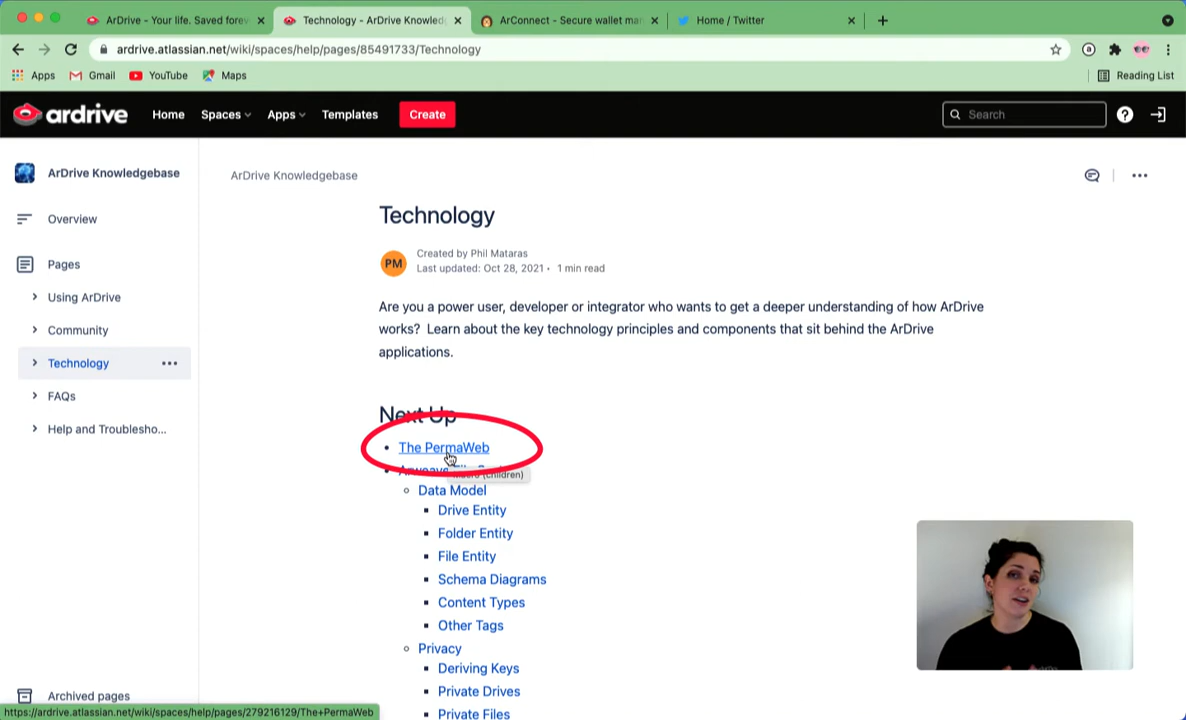 ArDrive - Your life. Saved forev
Technology - ArDrive Knowledg
ArConnect - Secure wallet ma
Home / Twitter
ardrive.atlassian.net/wiki/spaces/help/pages/85491733/Technology
Apps Gmail YouTube Maps Reading List
ardrive Home Spaces Apps Templates Create Search
ArDrive Knowledgebase
Overview
Pages
Using ArDrive
Community
Technology
FAQs
Help and Troublesho...
Archived pages
ArDrive Knowledgebase
Technology
PM
Created by Phil Mataras
Last updated: Oct 28, 2021 • 1 min read
Are you a power user, developer or integrator who wants to get a deeper understanding of how ArDrive
works? Learn about the key technology principles and components that sit behind the ArDrive
applications.
Next Up
The PermaWeb
(children)
Data Model
Drive Entity
Folder Entity
File Entity
Schema Diagrams
Content Types
Other Tags
Privacy
Deriving Keys
Private Drives
Private Files
https://ardrive.atlassian.net/wiki/spaces/help/pages/279216129/The+PermaWeb